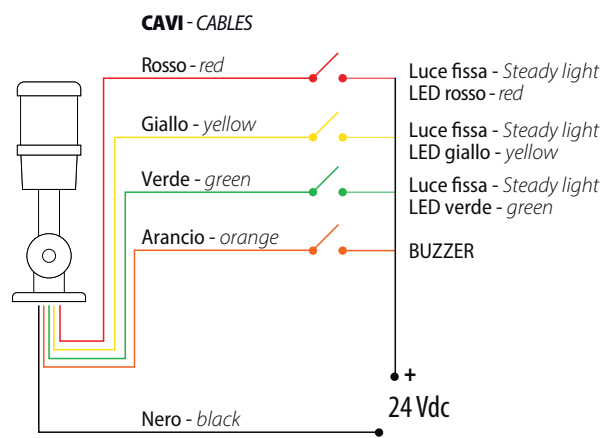 CAVI - CABLES
Rosso - red
Luce fissa - Steady light
LED rosso - red
Giallo - yellow
Luce fissa - Steady light
LED giallo - yellow
Verde - green
Luce fissa - Steady light
LED verde - green
Arancio - orange
BUZZER
+
24 Vdc
Nero - black